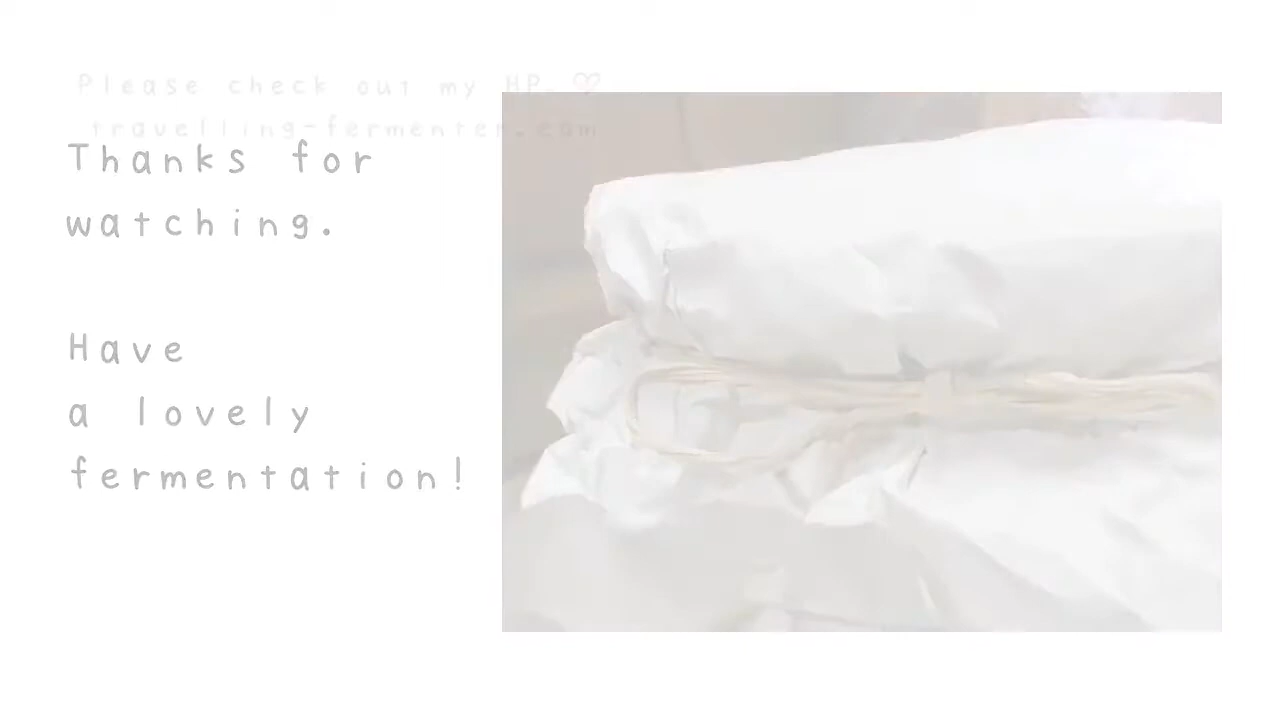 Please check out my HP. ♡
travelling-fermenter.com
Thanks for
watching.
Have
a lovely
fermentation!